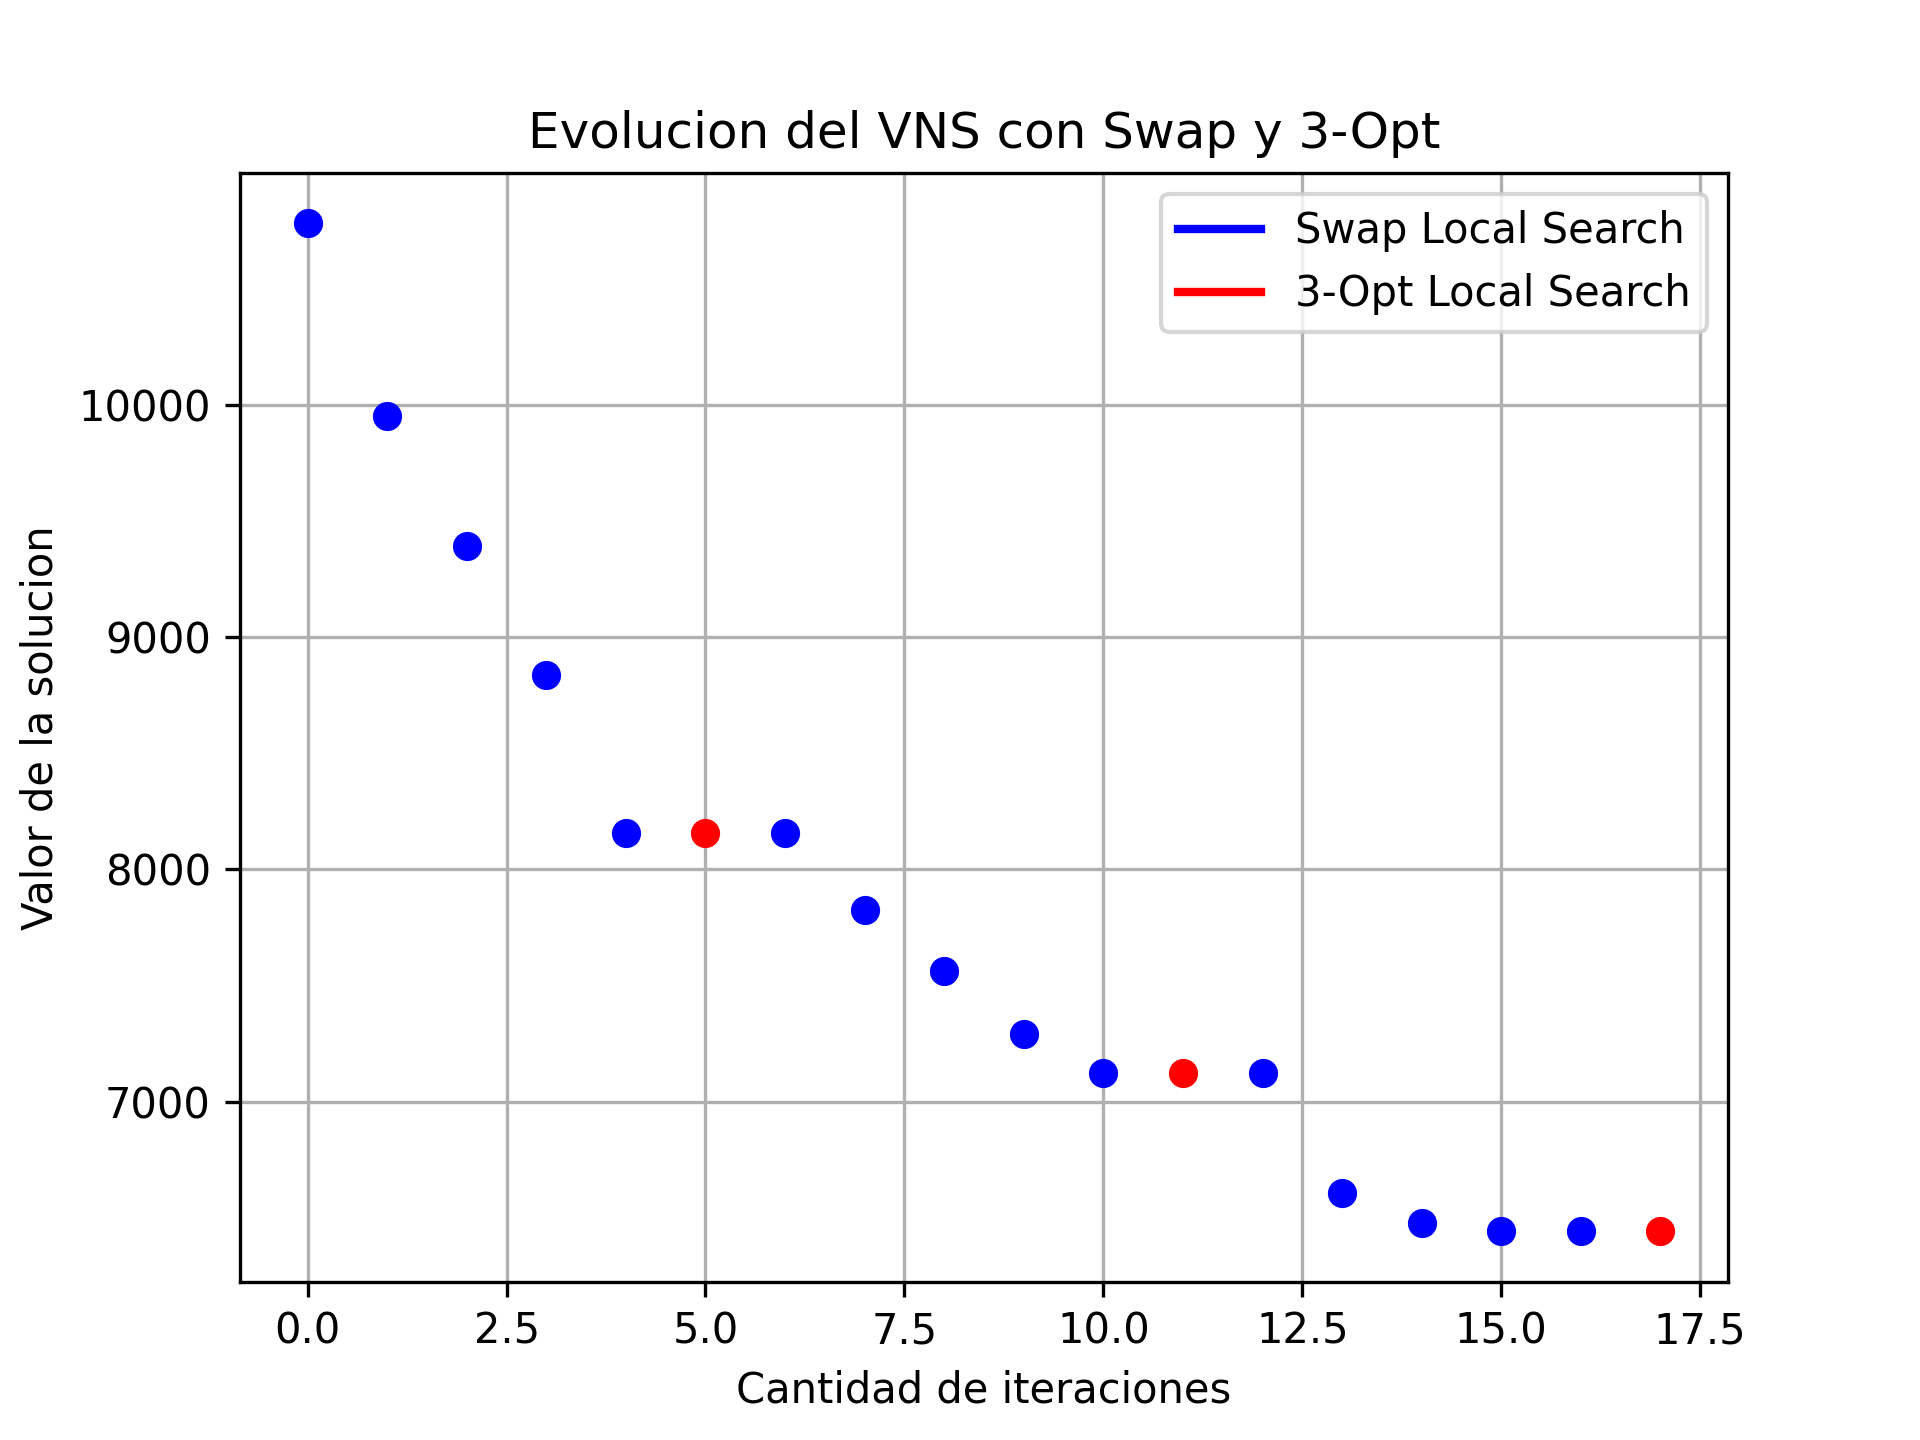 Evolucion del VNS con Swap y 3-Opt
Swap Local Search
3-Opt Local Search
10000
9000
8000
7000
Valor de la solucion
0.0 2.5 5.0 7.5 10.0 12.5 15.0 17.5
Cantidad de iteraciones